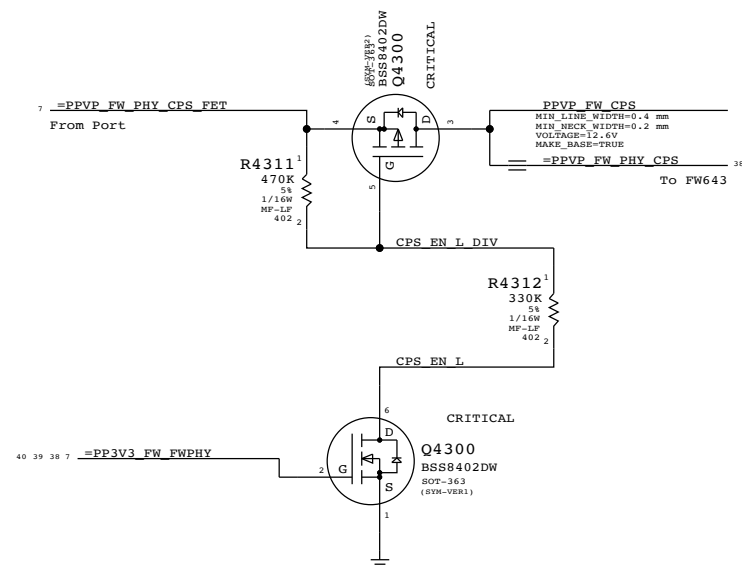 (SYM-VER2)
SOT-363
BSS8402DW
Q4300
CRITICAL
7
=PPVP_FW_PHY_CPS_FET
From Port
4
S
D
3
G
5
PPVP_FW_CPS
MIN_LINE_WIDTH=0.4 mm
MIN_NECK_WIDTH=0.2 mm
VOLTAGE=12.6V
MAKE_BASE=TRUE
=PPVP_FW_PHY_CPS
38
To FW643
R4311
1
470K
5%
1/16W
MF-LF
402
2
CPS_EN_L_DIV
R4312
1
330K
5%
1/16W
MF-LF
402
2
CPS_EN_L
6
CRITICAL
D
40 39 38 7
=PP3V3_FW_FWPHY
2
G
S
Q4300
BSS8402DW
SOT-363
(SYM-VER1)
1